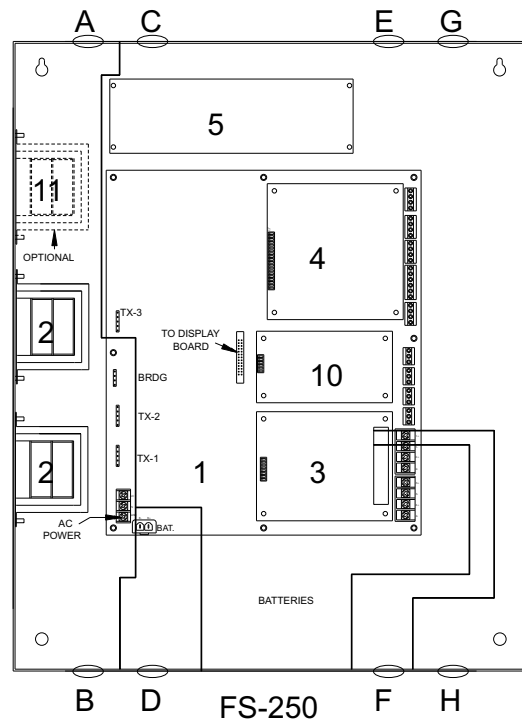 A C E G
5
11
OPTIONAL
4
TX-3
2
TO DISPLAY
BOARD
10
BRDG
TX-2
3
TX-1
1
2
AC
POWER
BAT.
BATTERIES
B D F H
FS-250